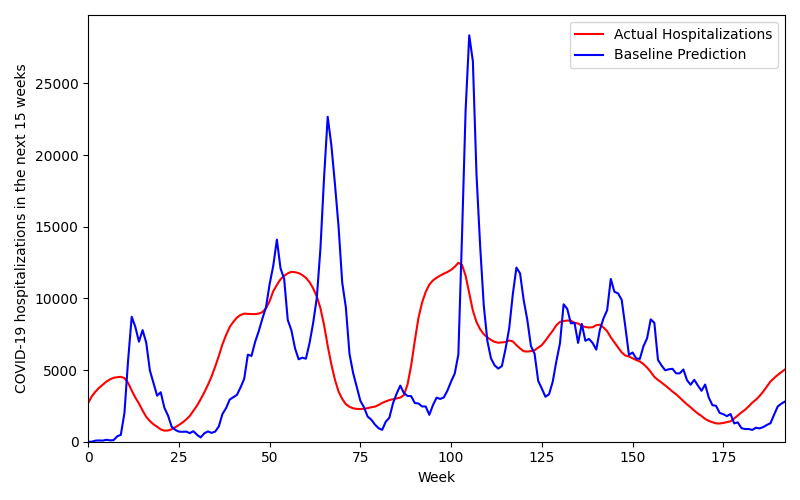 Actual Hospitalizations
Baseline Prediction
COVID-19 hospitalizations in the next 15 weeks
25000
20000
15000
10000
5000
0
0 25 50 75 100 125 150 175
Week